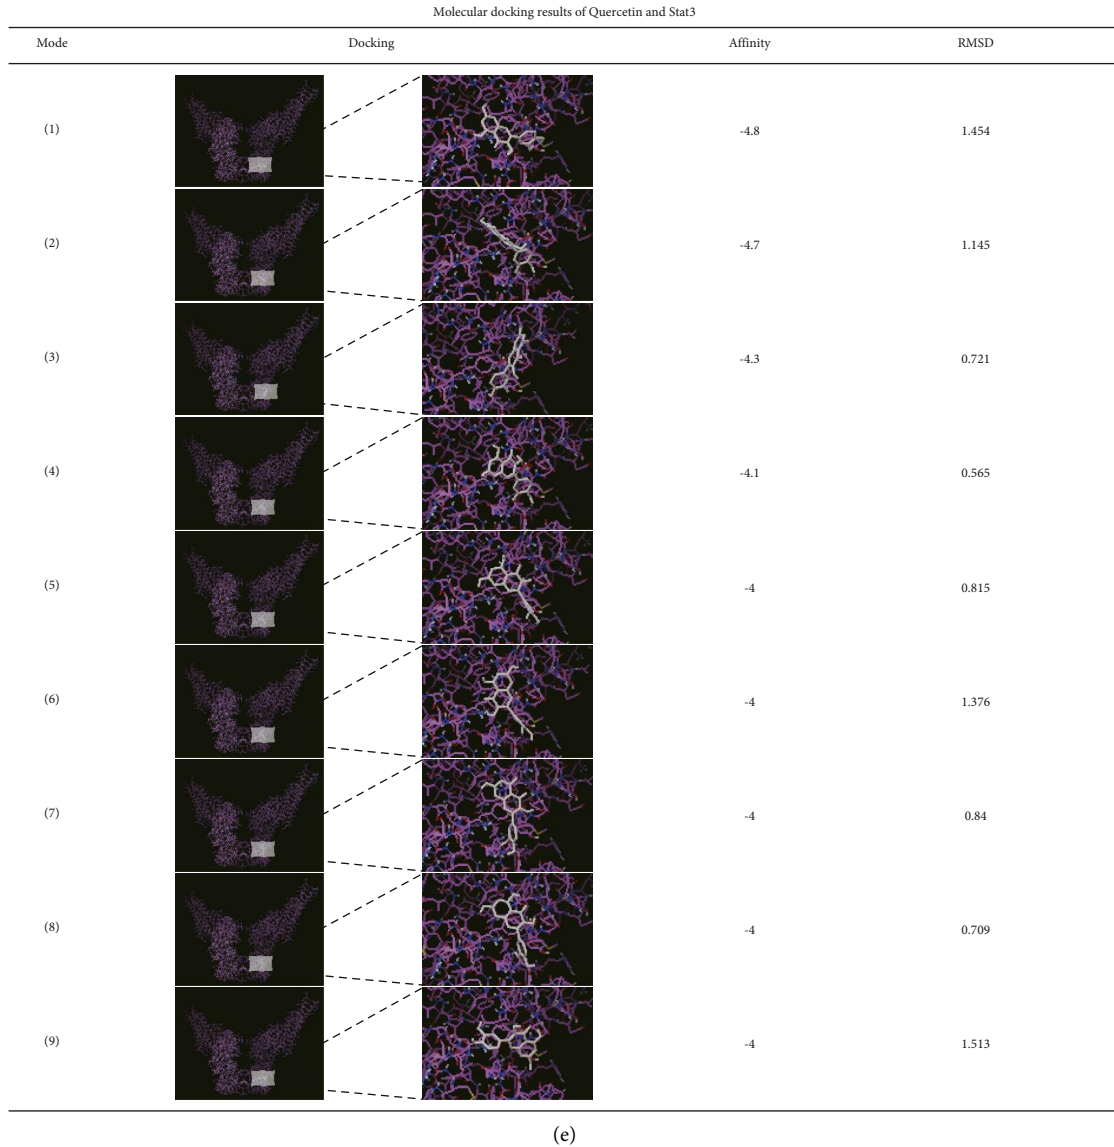 Molecular docking results of Quercetin and Stat3
Mode Docking Affinity RMSD
(1) -4.8 1.454
(2) -4.7 1.145
(3) -4.3 0.721
(4) -4.1 0.565
(5) -4 0.815
(6) -4 1.376
(7) -4 0.84
(8) -4 0.709
(9) -4 1.513
(e)